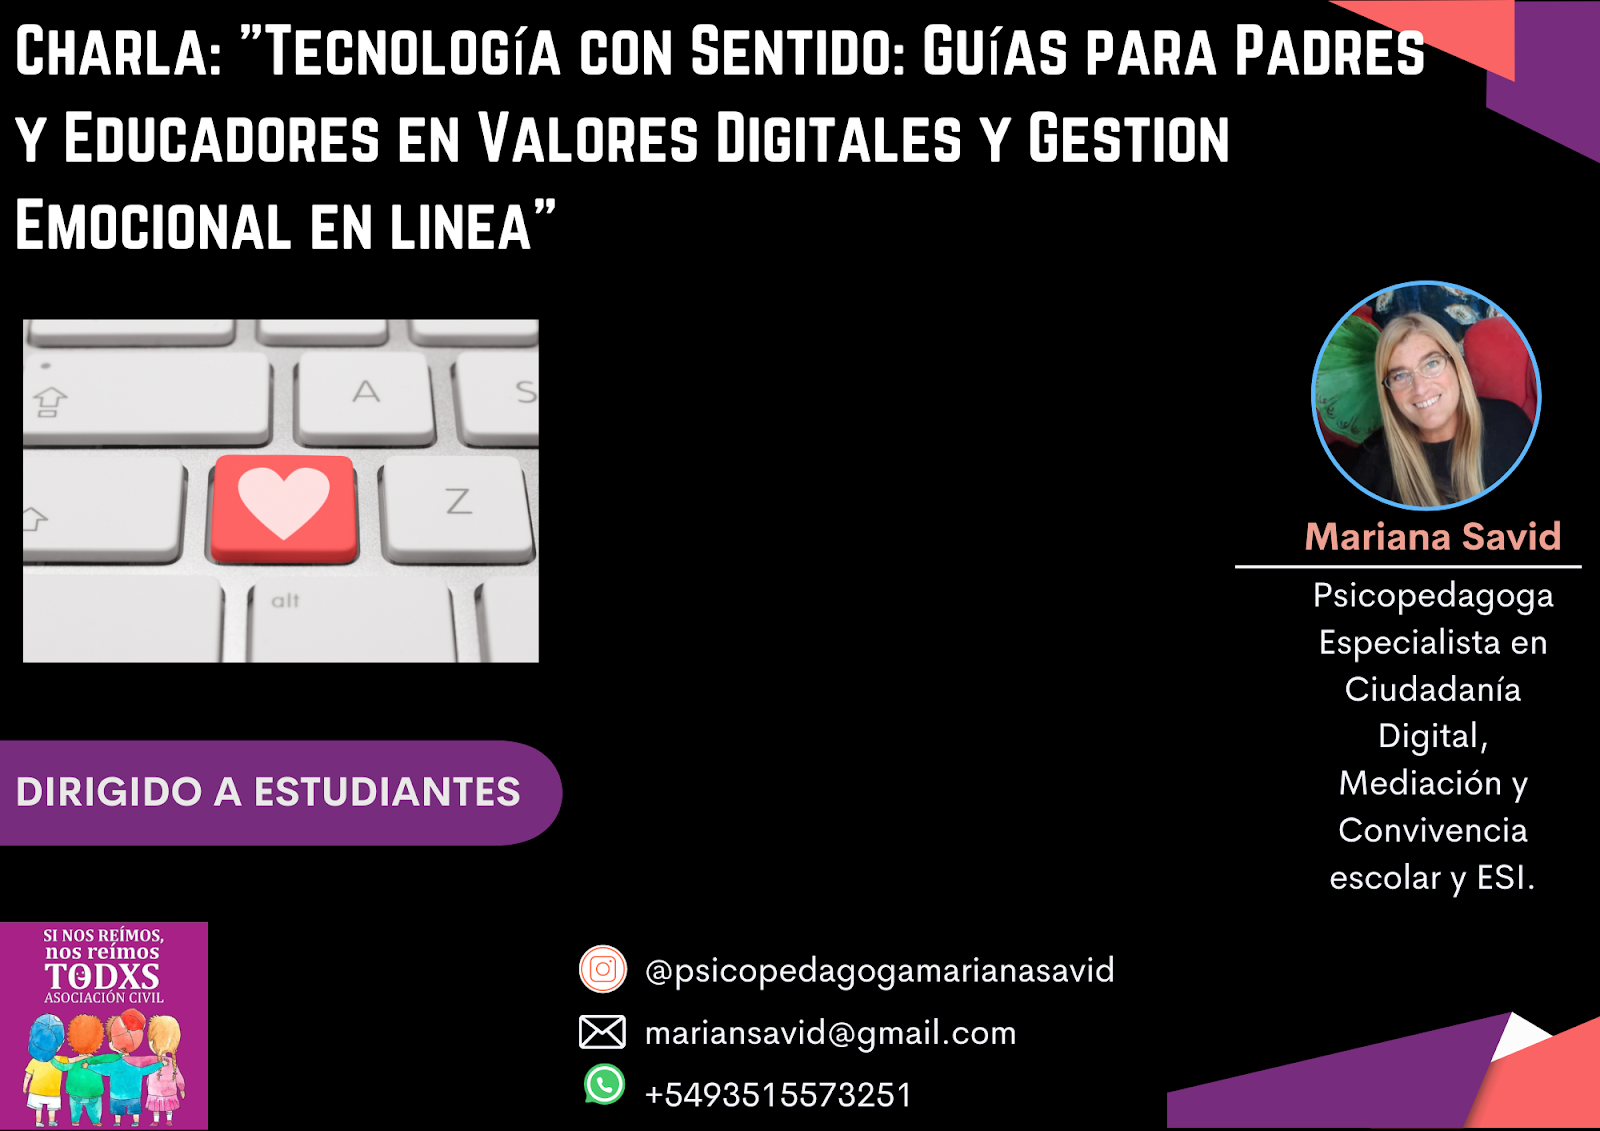 CHARLA: "TECNOLOGÍA CON SENTIDO: GUÍAS PARA PADRES
Y EDUCADORES EN VALORES DIGITALES Y GESTION
EMOCIONAL EN LINEA"
A
S
Z
alt
DIRIGIDO A ESTUDIANTES
Mariana Savid
Psicopedagoga
Especialista en
Ciudadanía
Digital,
Mediación y
Convivencia
escolar y ESI.
SI NOS REÍMOS,
nos reímos
TODXS
ASOCIACIÓN CIVIL
@psicopedagogamarianasavid
mariansavid@gmail.com
+5493515573251